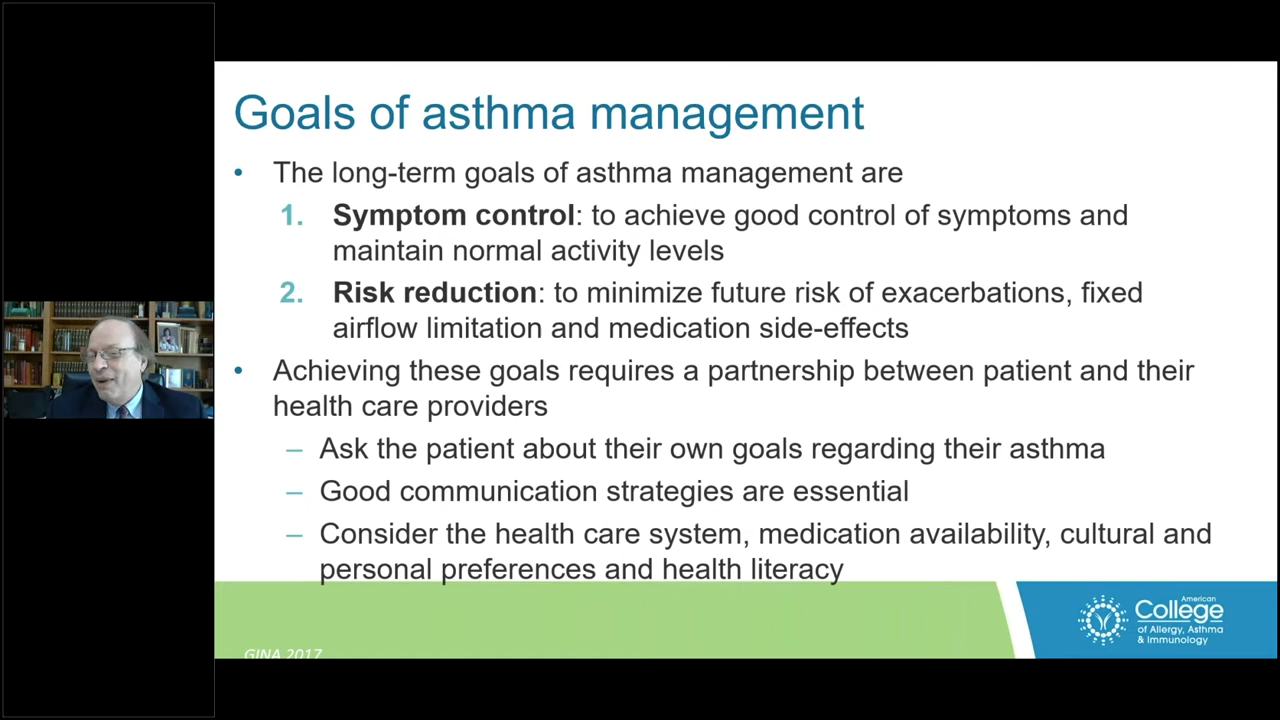 Goals of asthma management
• The long-term goals of asthma management are
1. Symptom control: to achieve good control of symptoms and
maintain normal activity levels
2. Risk reduction: to minimize future risk of exacerbations, fixed
airflow limitation and medication side-effects
• Achieving these goals requires a partnership between patient and their
health care providers
– Ask the patient about their own goals regarding their asthma
– Good communication strategies are essential
– Consider the health care system, medication availability, cultural and
personal preferences and health literacy
American
College
of Allergy, Asthma
& Immunology
GINA 2017